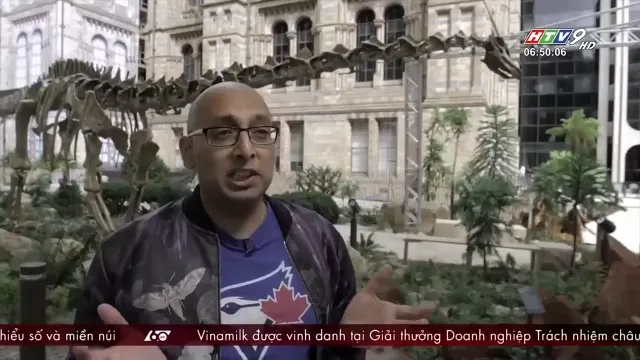 HTV9 HD
06:50:06
hiểu số và miền núi
60 Vinamilk được vinh danh tại Giải thưởng Doanh nghiệp Trách nhiệm châu